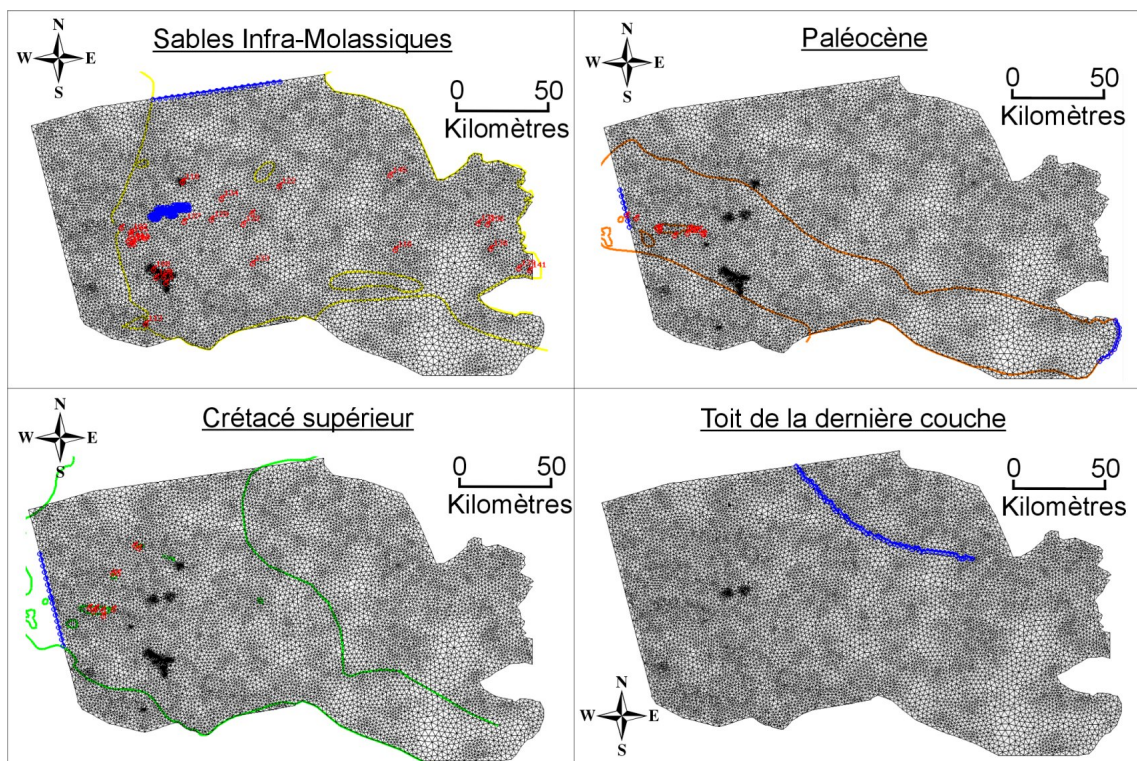 Sables Infra-Molassiques
N
W E
S
0 50
Kilomètres
Paléocène
N
W E
S
0 50
Kilomètres
Crétacé supérieur
N
W E
S
0 50
Kilomètres
Toit de la dernière couche
0 50
Kilomètres
N
W E
S